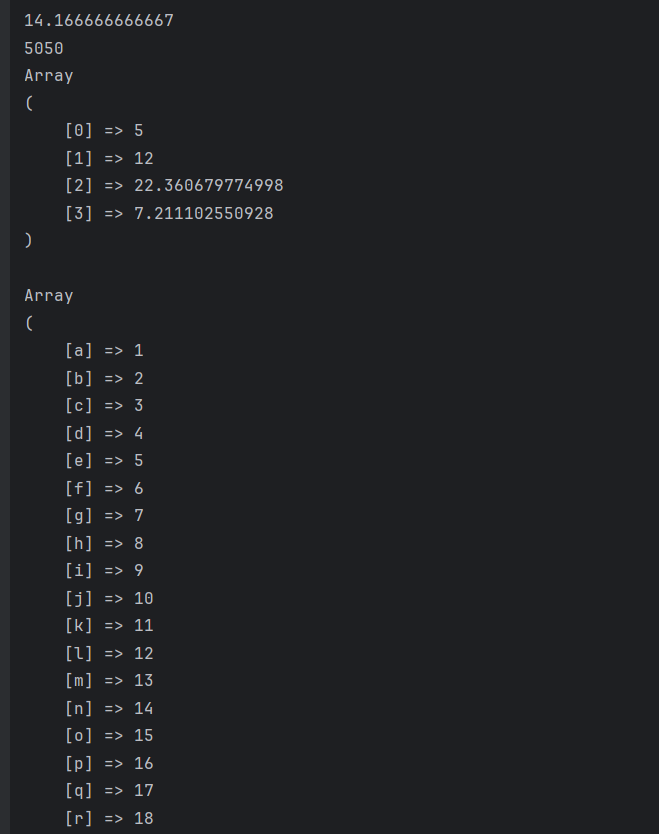 14.166666666667
5050
Array
(
    [0] => 5
    [1] => 12
    [2] => 22.360679774998
    [3] => 7.211102550928
)

Array
(
    [a] => 1
    [b] => 2
    [c] => 3
    [d] => 4
    [e] => 5
    [f] => 6
    [g] => 7
    [h] => 8
    [i] => 9
    [j] => 10
    [k] => 11
    [l] => 12
    [m] => 13
    [n] => 14
    [o] => 15
    [p] => 16
    [q] => 17
    [r] => 18